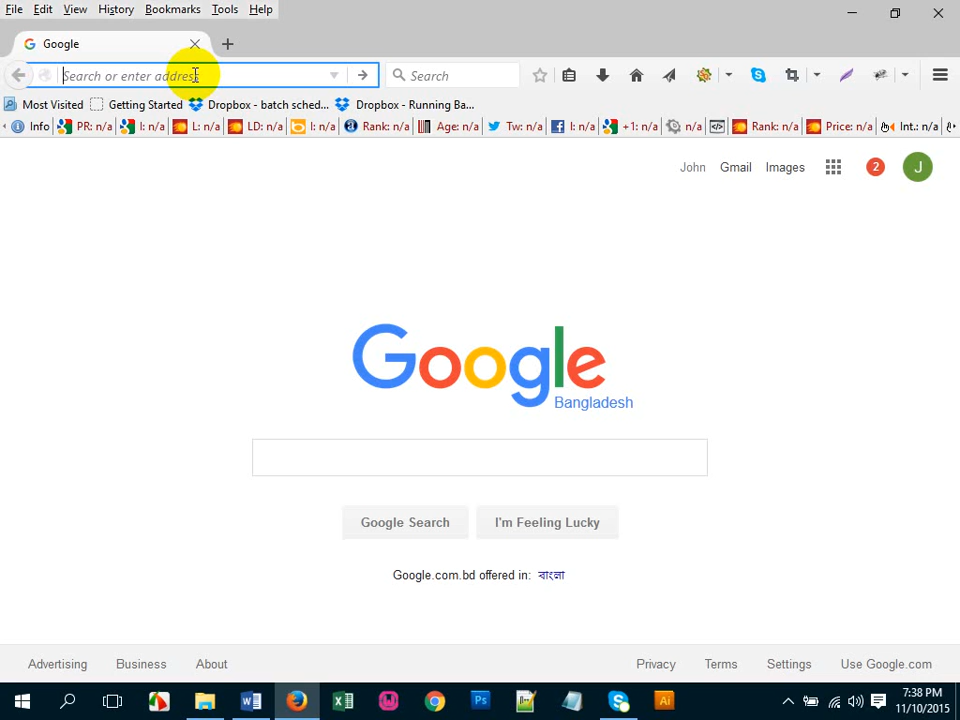 File Edit View History Bookmarks Tools Help
Google
Search or enter address
Search
Most Visited Getting Started Dropbox - batch sched... Dropbox - Running Ba...
Info PR: n/a I: n/a L: n/a LD: n/a I: n/a Rank: n/a Age: n/a Tw: n/a I: n/a +1: n/a n/a Rank: n/a Price: n/a Int.: n/a
John Gmail Images 2 J
Google
Bangladesh
Google Search I'm Feeling Lucky
Google.com.bd offered in: বাংলা
Advertising Business About Privacy Terms Settings Use Google.com
7:38 PM
11/10/2015